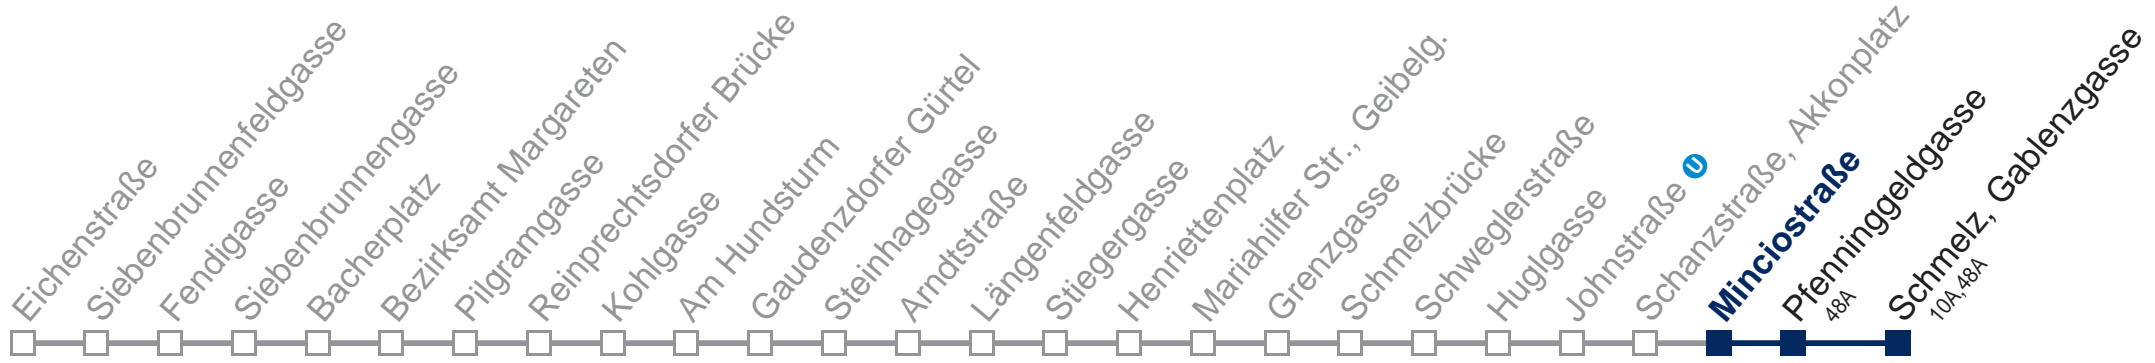 Eichenstraße
Siebenbrunnenfeldgasse
Fendigasse
Siebenbrunnengasse
Bacherplatz
Bezirksamt Margareten
Pilgramgasse
Reinprechtsdorfer Brücke
Kohlgasse
Am Hundsturm
Gaudenzdorfer Gürtel
Steinhagegasse
Arndtstraße
Längenfeldgasse
Stiegergasse
Henriettenplatz
Mariahilfer Str., Geibelg.
Grenzgasse
Schmelzbrücke
Schweglerstraße
Huglgasse
Johnstraße U
Schanzstraße, Akkonplatz
Minciostraße
Pfenninggeldgasse
48A
Schmelz, Gablenzgasse
10A,48A